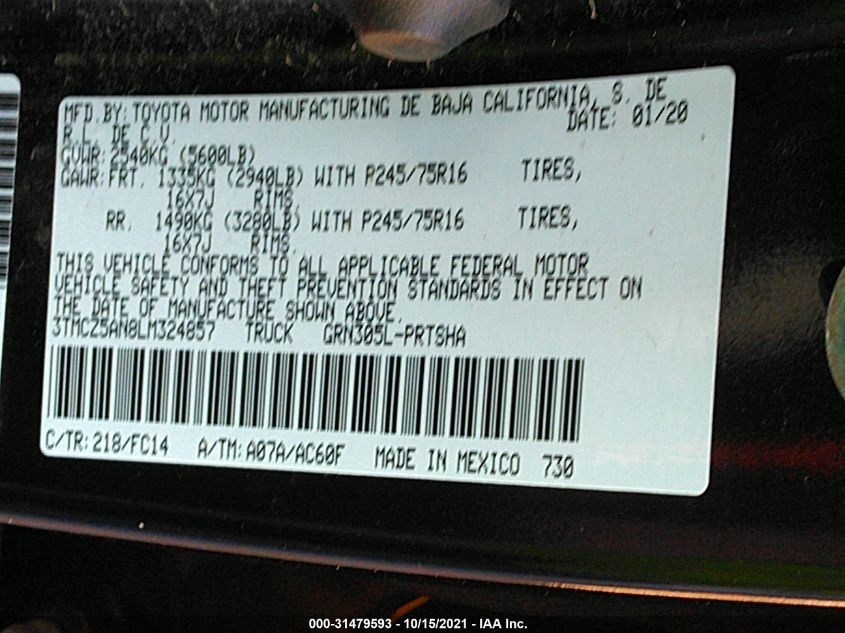 MFD. BY: TOYOTA MOTOR MANUFACTURING DE BAJA CALIFORNIA, S. DE
R.L. DE C.V. DATE: 01/20
GVWR: 2540KG (5600LB)
GAWR: FRT. 1335KG (2940LB) WITH P245/75R16 TIRES,
16X7J RIMS,
RR. 1490KG (3280LB) WITH P245/75R16 TIRES,
16X7J RIMS,
THIS VEHICLE CONFORMS TO ALL APPLICABLE FEDERAL MOTOR
VEHICLE SAFETY AND THEFT PREVENTION STANDARDS IN EFFECT ON
THE DATE OF MANUFACTURE SHOWN ABOVE.
3TMCZ5AN8LM324857 TRUCK GRN305L-PRTSHA
C/TR: 218/FC14 A/TM: A07A/AC60F MADE IN MEXICO 730
000-31479593 - 10/15/2021 - IAA Inc.